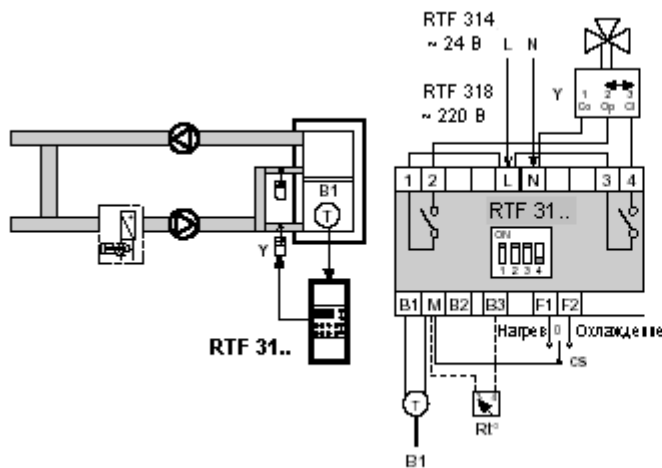 RTF 314
~ 24 В
L N
RTF 318
~ 220 В
Y
1 2 3
Co Op Cl
1 2 L N 3 4
RTF 31..
ON
1 2 3 4
B1 M B2 B3 F1 F2
Нагрев 0 Охлаждение
cs
T
Rt°
B1
B1
T
Y
RTF 31..